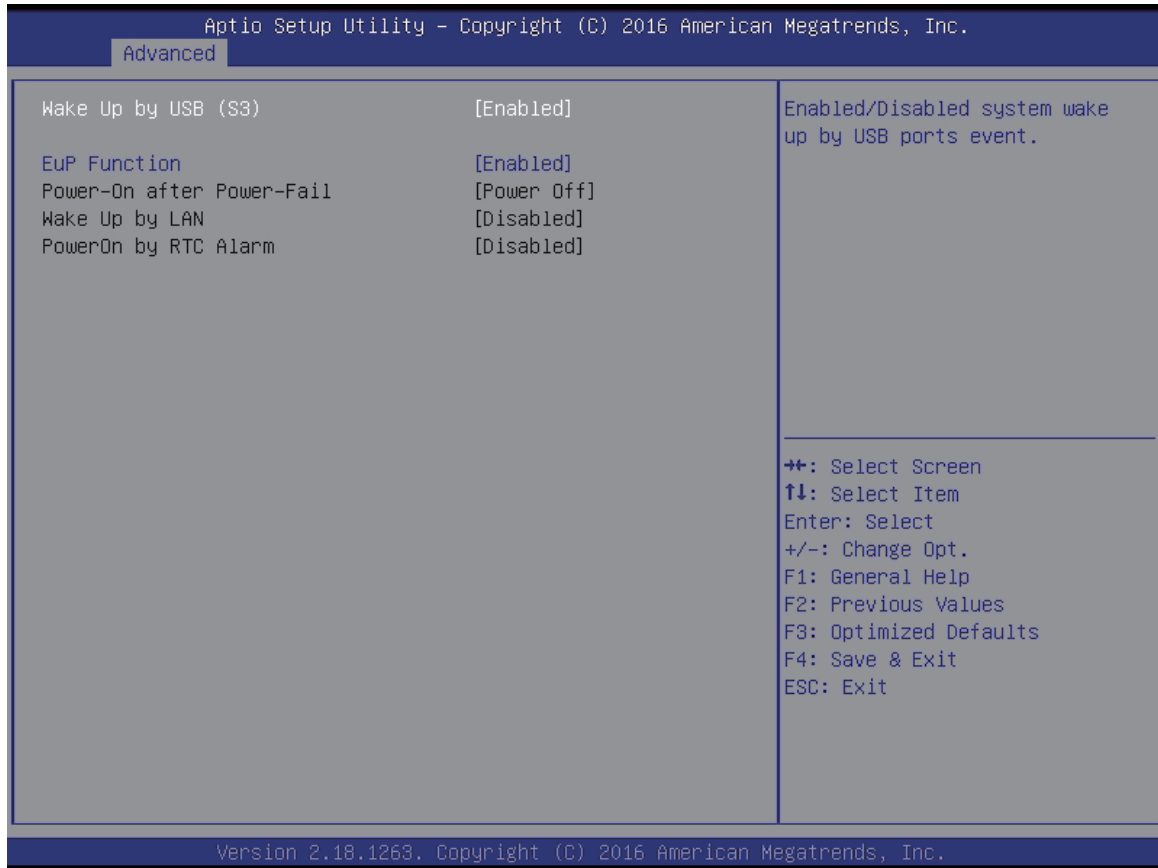 Aptio Setup Utility – Copyright (C) 2016 American Megatrends, Inc.
Advanced
Wake Up by USB (S3) [Enabled]
EuP Function [Enabled]
Power-On after Power-Fail [Power Off]
Wake Up by LAN [Disabled]
PowerOn by RTC Alarm [Disabled]
Enabled/Disabled system wake
up by USB ports event.
→←: Select Screen
↑↓: Select Item
Enter: Select
+/-: Change Opt.
F1: General Help
F2: Previous Values
F3: Optimized Defaults
F4: Save & Exit
ESC: Exit
Version 2.18.1263. Copyright (C) 2016 American Megatrends, Inc.